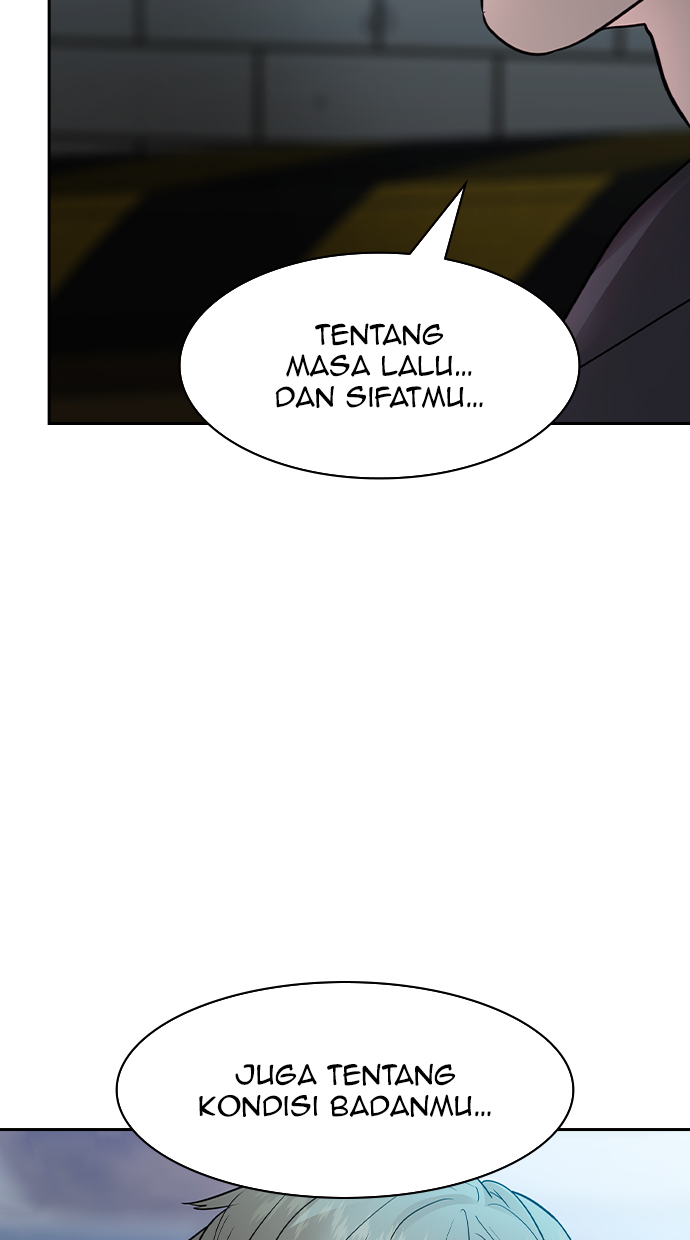 TENTANG
MASA LALU...
DAN SIFATMU...
JUGA TENTANG
KONDISI BADANMU...